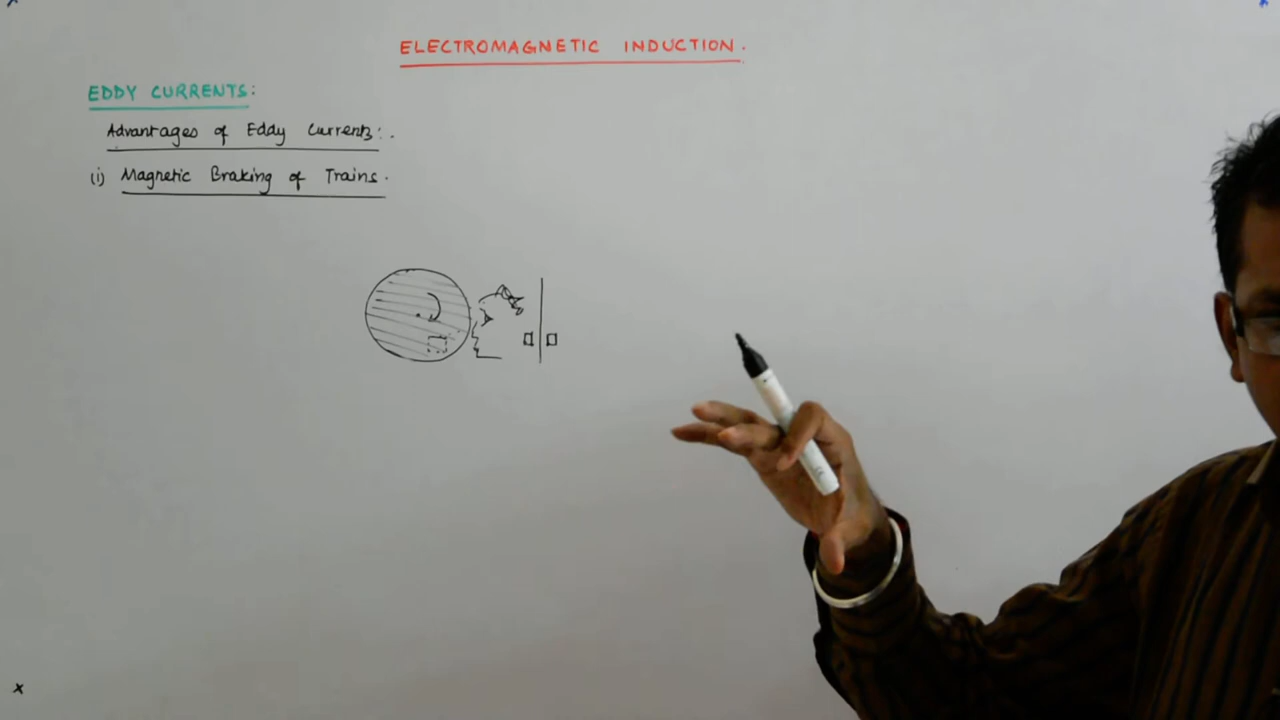 ELECTROMAGNETIC INDUCTION.
EDDY CURRENTS:
Advantages of Eddy Currents:.
(i) Magnetic Braking of Trains.